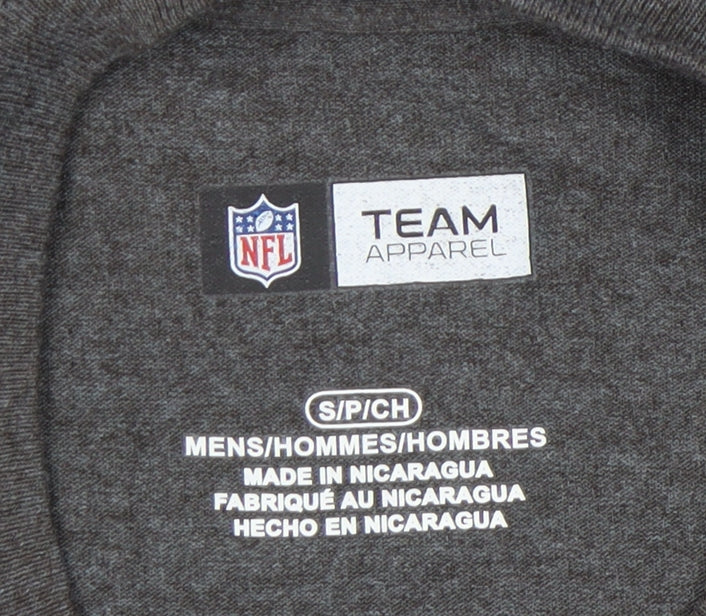 NFL
TEAM
APPAREL
S/P/CH
MENS/HOMMES/HOMBRES
MADE IN NICARAGUA
FABRIQUÉ AU NICARAGUA
HECHO EN NICARAGUA